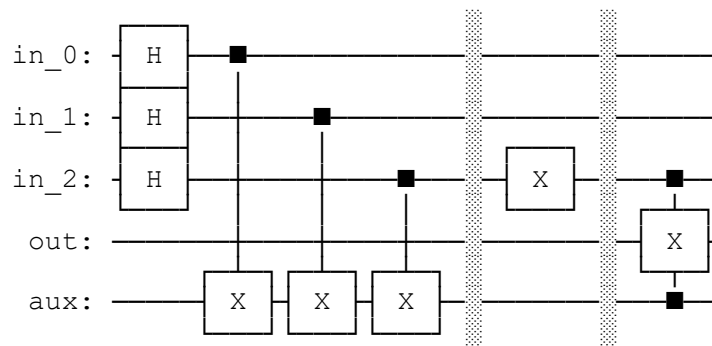 in_0: H
in_1: H
in_2: H X
out: X
aux: X X X